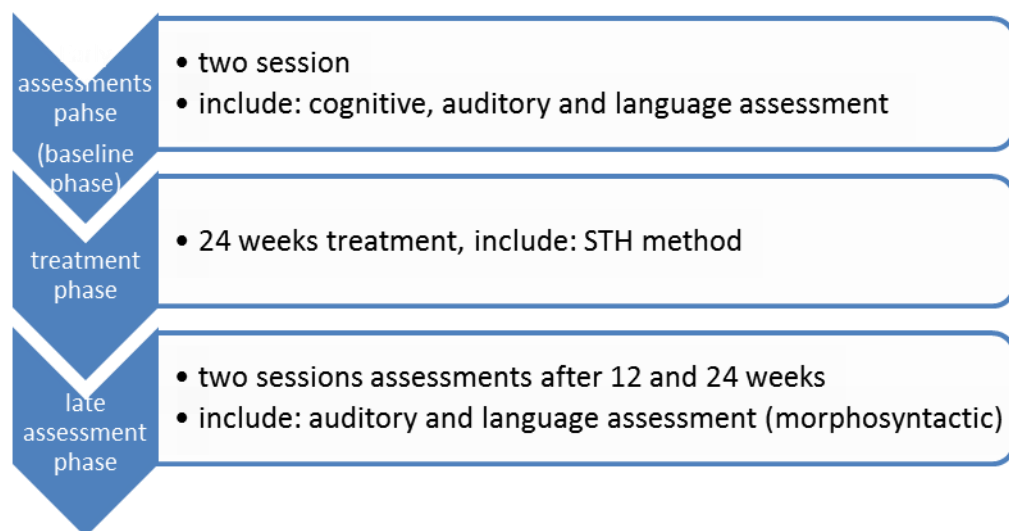 assessments
pahse
(baseline
phase)
• two session
• include: cognitive, auditory and language assessment
treatment
phase
• 24 weeks treatment, include: STH method
late
assessment
phase
• two sessions assessments after 12 and 24 weeks
• include: auditory and language assessment (morphosyntactic)